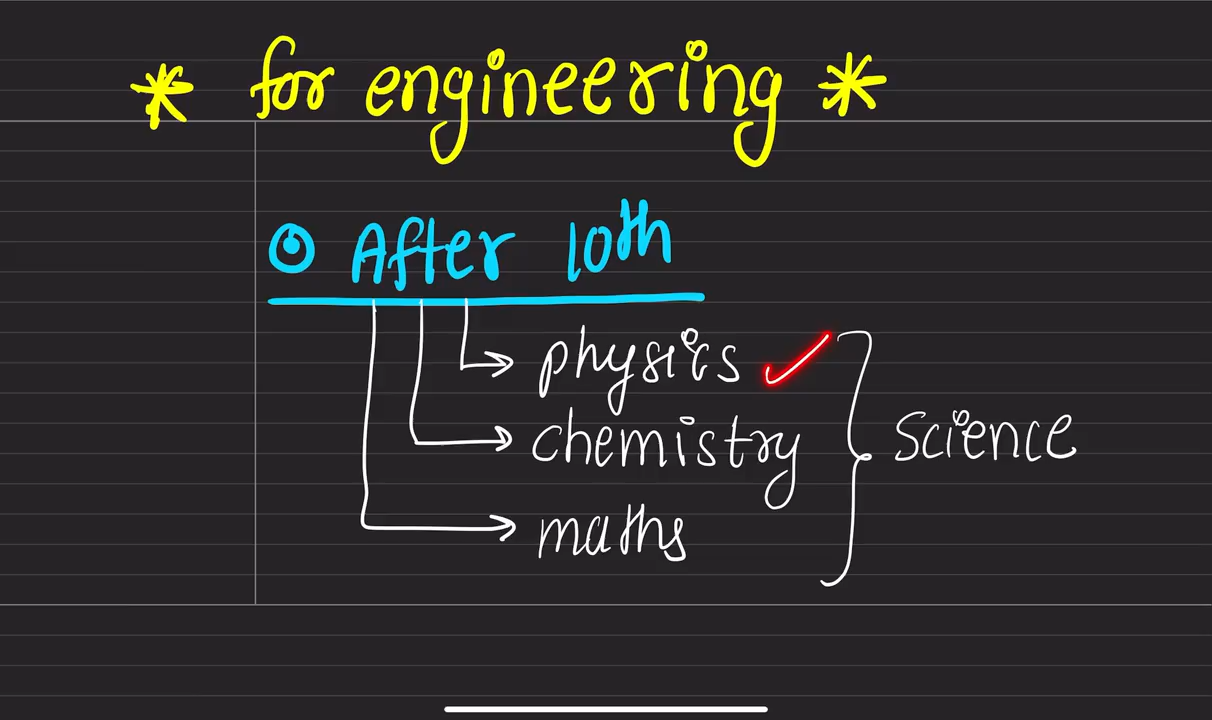 * for engineering *
After 10th
physics ✓
chemistry
Science
maths